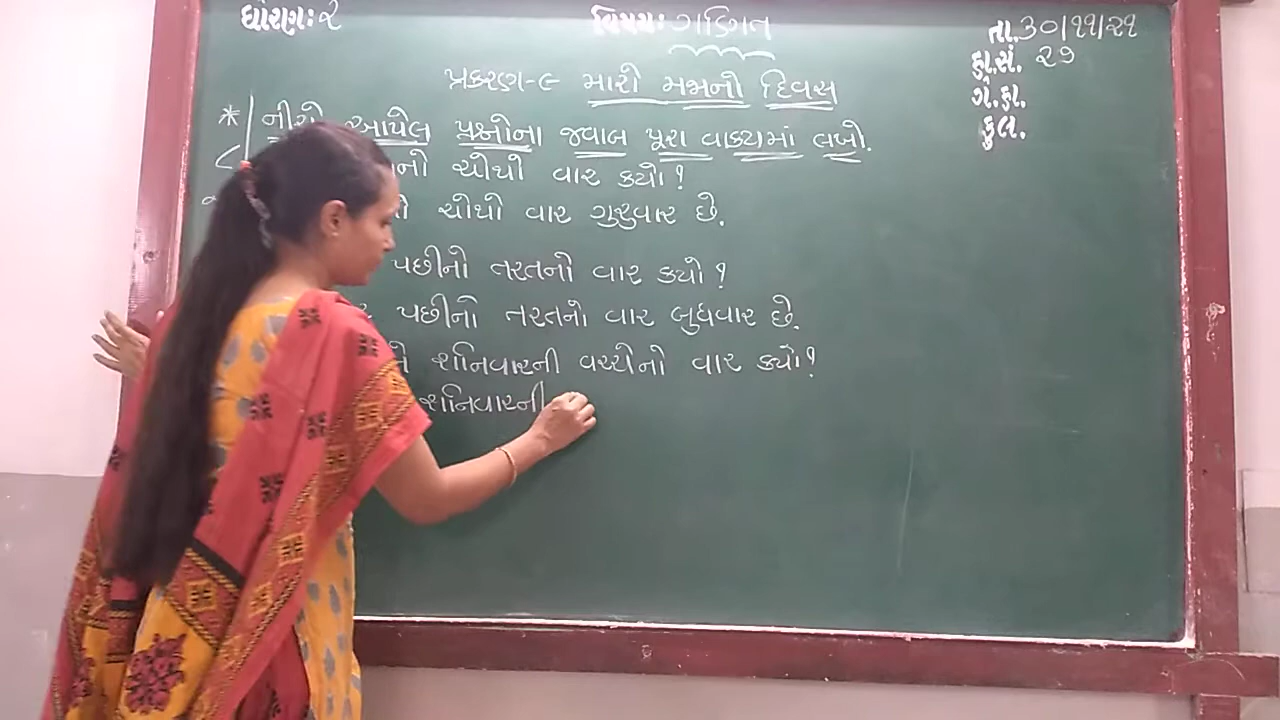 ધોરણ: ૨
વિષય: ગણિત
તા. ૩૦/૧૧/૨૧
હા.સં. ૨૭
ગે.હા.
કુલ.
પ્રકરણ-૯ મારો મજાનો દિવસ
* નીચે આપેલ પ્રશ્નોના જવાબ પૂરા વાક્યમાં લખો.
ચોથો વાર કયો?
ચોથો વાર ગુરુવાર છે.
પછીનો તરતનો વાર કયો?
પછીનો તરતનો વાર બુધવાર છે.
શનિવારની વચ્ચેનો વાર કયો?
શનિવારની